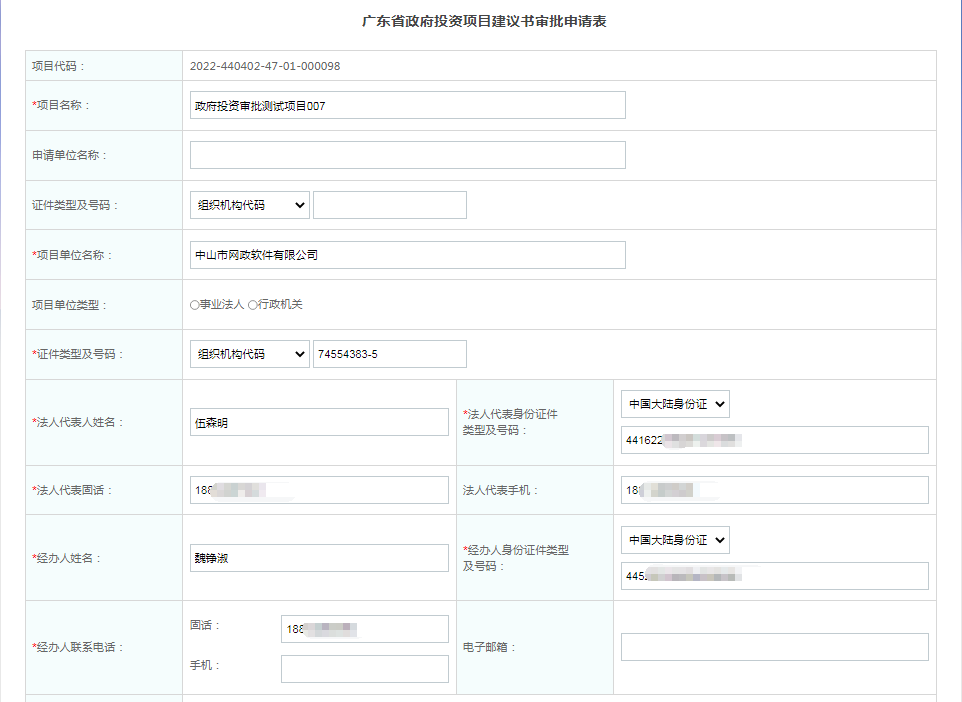 广东省政府投资项目建议书审批申请表
项目代码： 2022-440402-47-01-000098
*项目名称： 政府投资审批测试项目007
申请单位名称：
证件类型及号码： 组织机构代码
*项目单位名称： 中山市网政软件有限公司
项目单位类型： 事业法人 行政机关
*证件类型及号码： 组织机构代码 74554383-5
*法人代表人姓名： 伍森明
*法人代表身份证件
类型及号码：
中国大陆身份证
441622
*法人代表固话： 188
法人代表手机： 18
*经办人姓名： 魏铮淑
*经办人身份证件类型
及号码：
中国大陆身份证
445
*经办人联系电话：
固话： 188
手机：
电子邮箱：